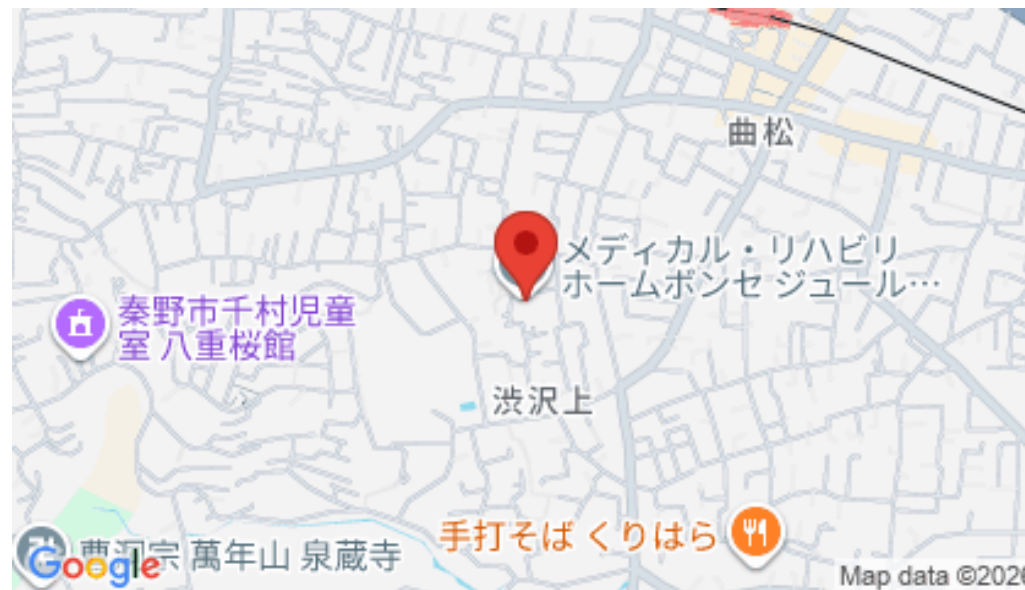 曲松
メディカル・リハビリ
ホームボンセジュール…
秦野市千村児童
室 八重桜館
渋沢上
手打そば くりはら
曹洞宗 萬年山 泉蔵寺
Google
Map data ©2026